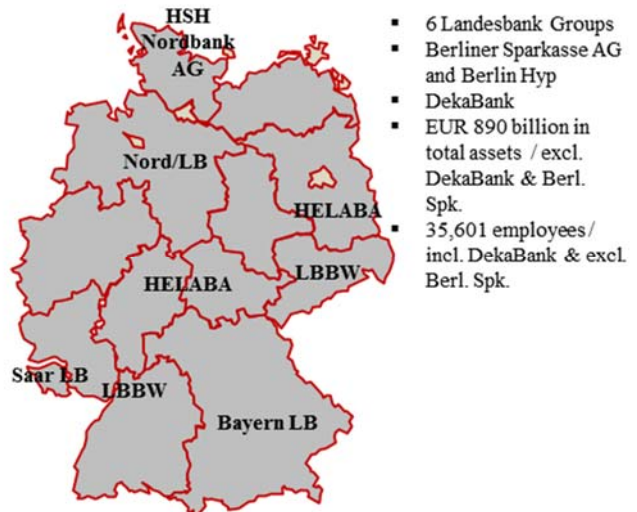 HSH
Nordbank
AG
Nord/LB
HELABA
LBBW
HELABA
Saar LB
LBBW
Bayern LB
▪ 6 Landesbank Groups
▪ Berliner Sparkasse AG
and Berlin Hyp
▪ DekaBank
▪ EUR 890 billion in
total assets / excl.
DekaBank & Berl.
Spk.
▪ 35,601 employees /
incl. DekaBank & excl.
Berl. Spk.